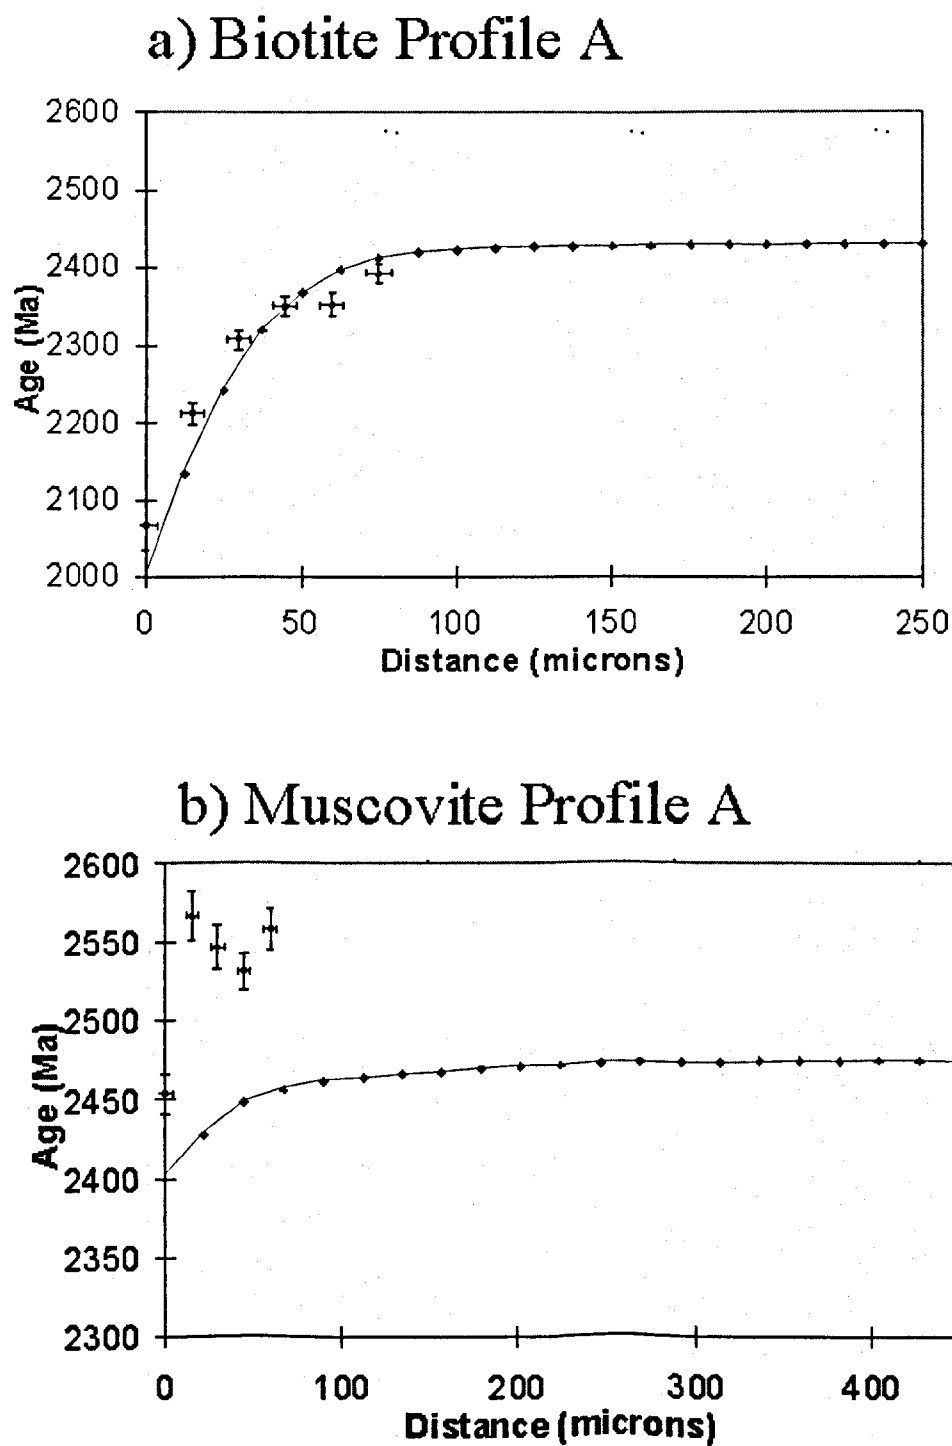 a) Biotite Profile A
2600
2500
2400
2300
2200
2100
2000
Age (Ma)
0 50 100 150 200 250
Distance (microns)
b) Muscovite Profile A
2600
2550
2500
2450
2400
2350
2300
Age (Ma)
0 100 200 300 400
Distance (microns)